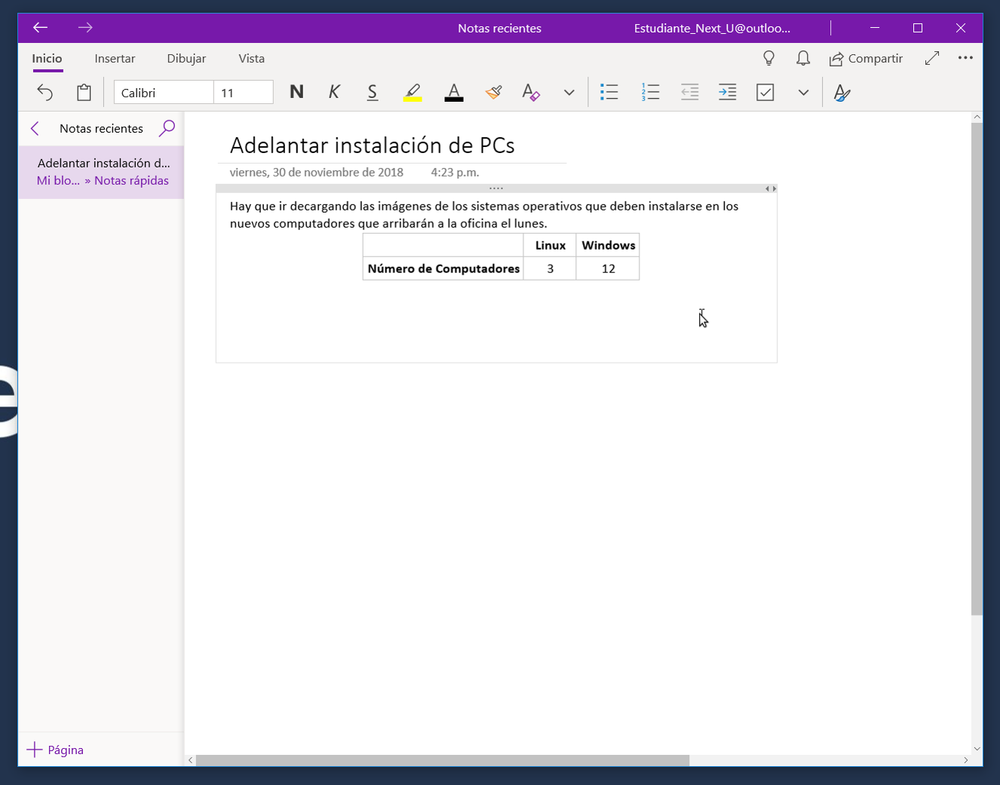 Notas recientes
Estudiante_Next_U@outloo...
Inicio
Insertar
Dibujar
Vista
Compartir
Calibri
11
N
K
S
A
A
A
Notas recientes
Adelantar instalación d...
Mi blo... » Notas rápidas
Adelantar instalación de PCs
viernes, 30 de noviembre de 2018
4:23 p.m.
Hay que ir decargando las imágenes de los sistemas operativos que deben instalarse en los
nuevos computadores que arribarán a la oficina el lunes.
Linux
Windows
Número de Computadores
3
12
Página
e